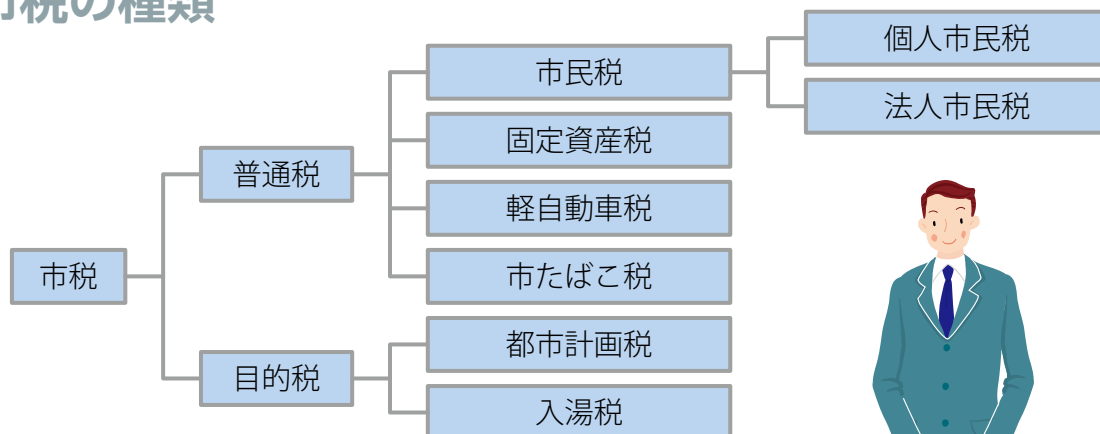 市税の種類
個人市民税
市民税
法人市民税
固定資産税
普通税
軽自動車税
市税
市たばこ税
都市計画税
目的税
入湯税